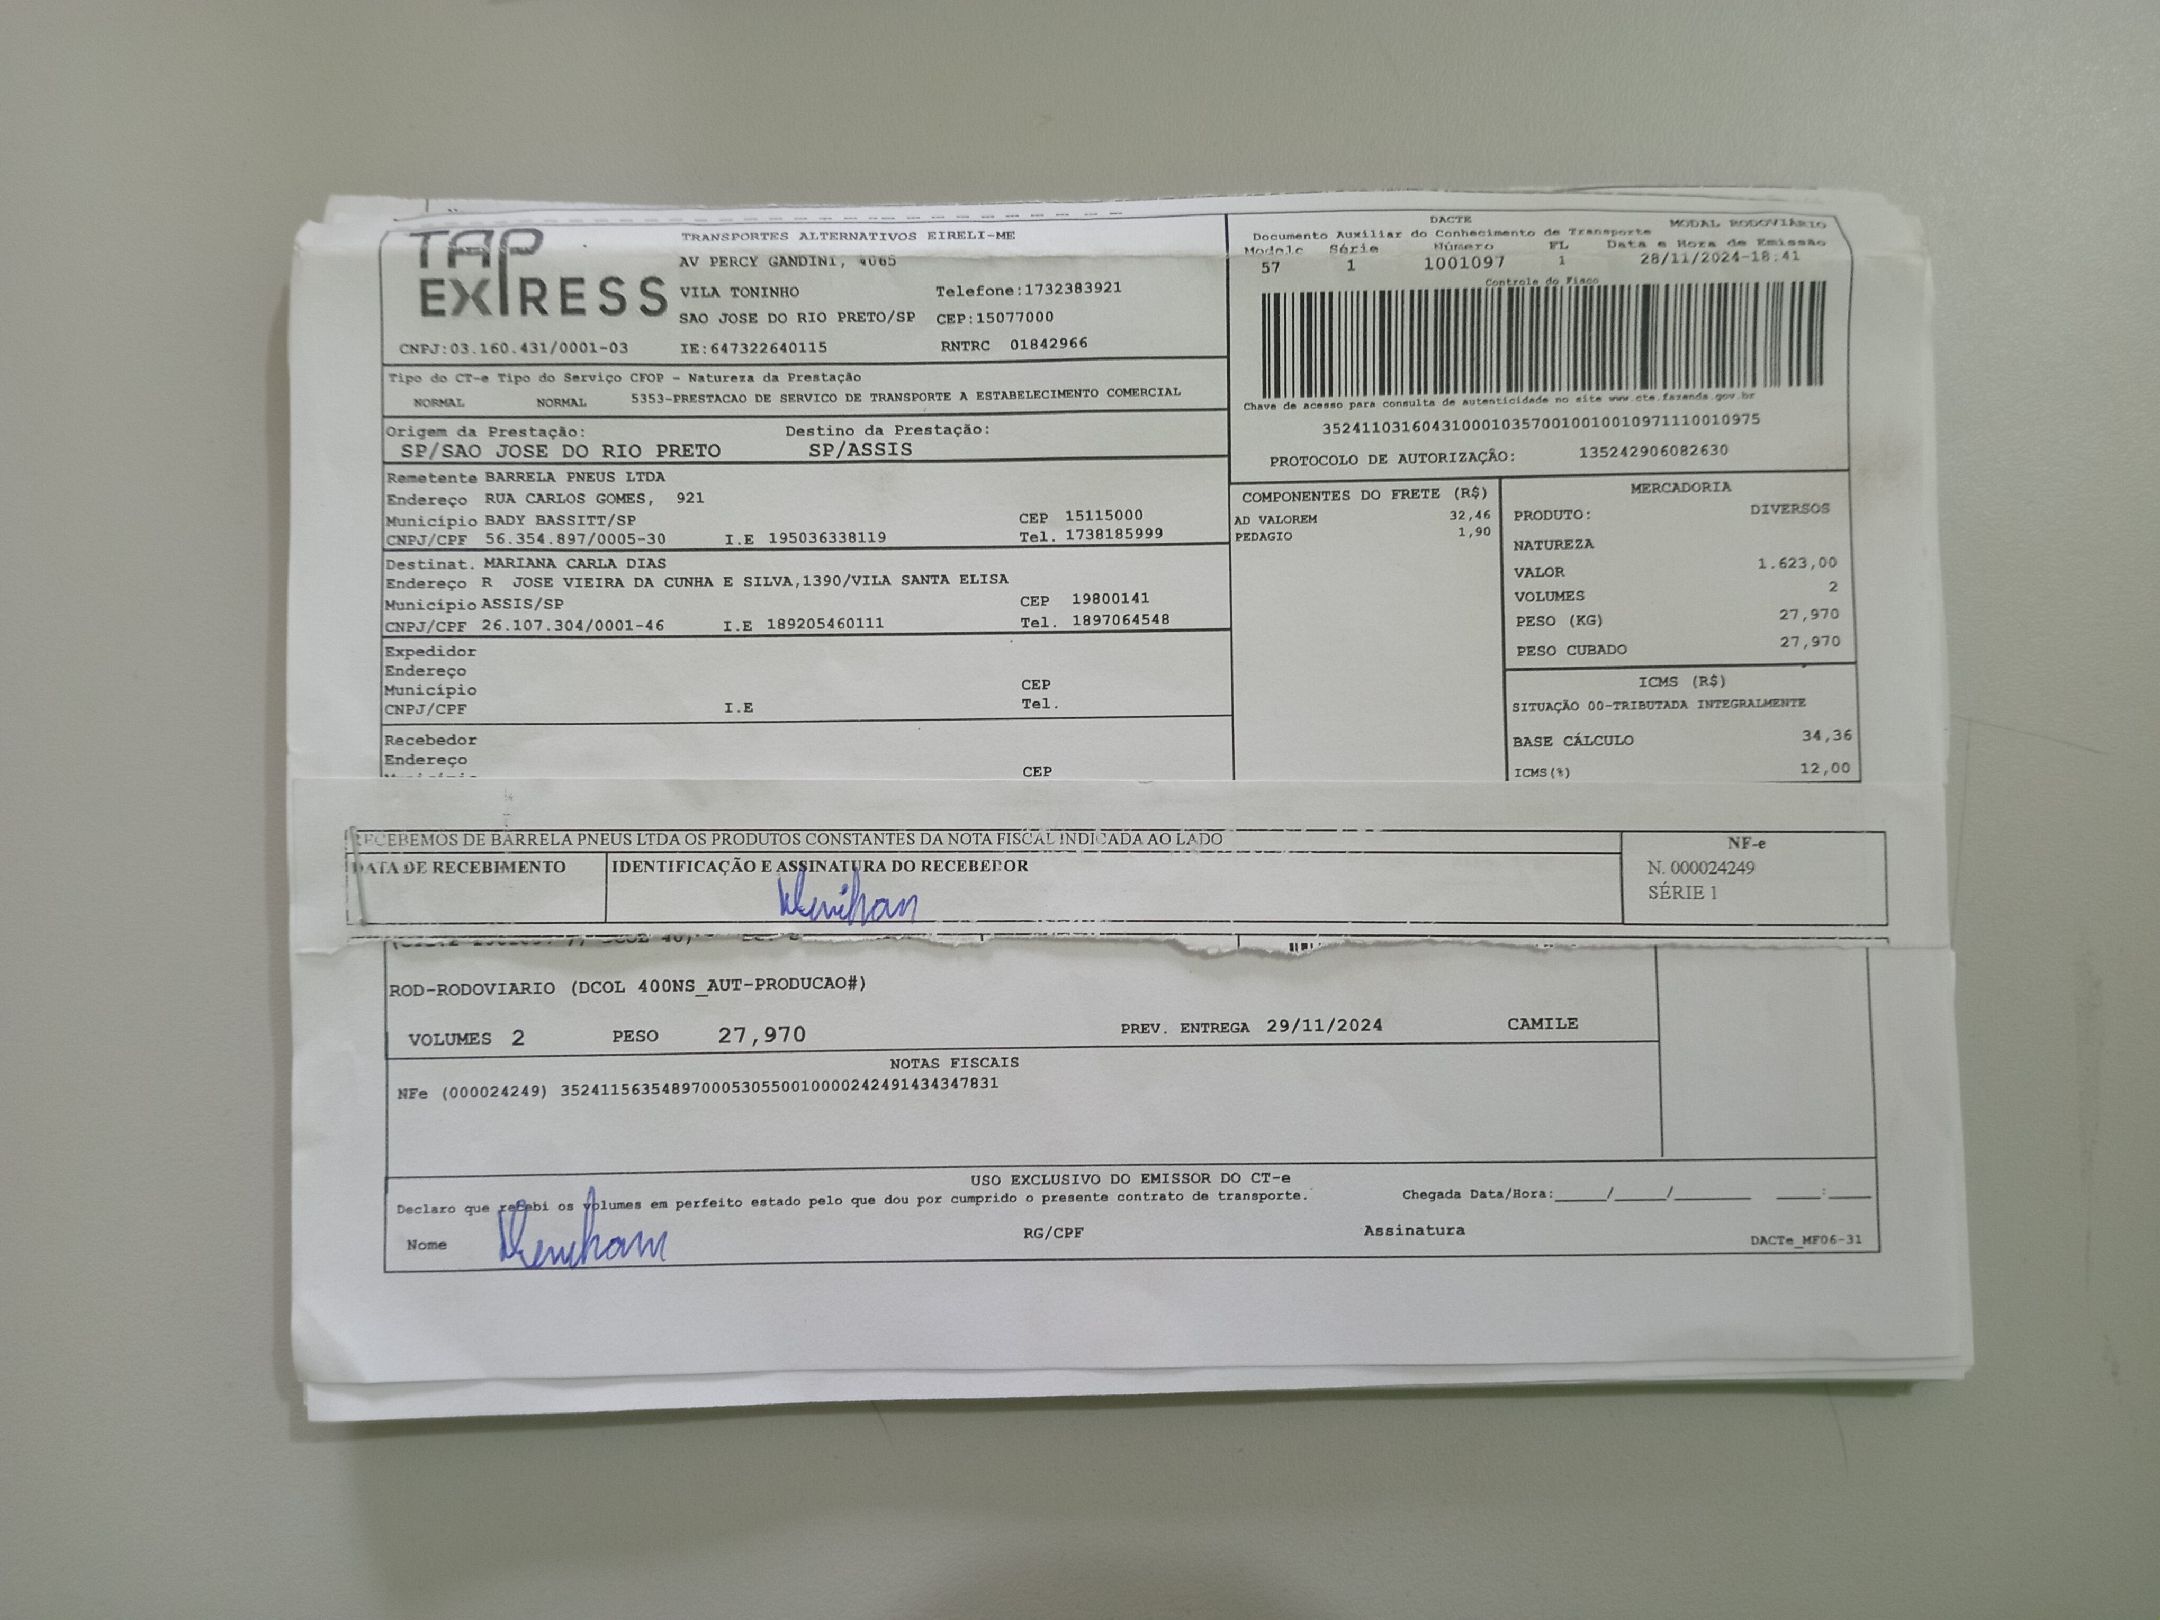 TAP EXPRESS
TRANSPORTES ALTERNATIVOS EIRELI-ME
AV PERCY GANDINI,
VILA TONINHO Telefone:1732383921
SAO JOSE DO RIO PRETO/SP CEP:15077000
CNPJ:03.160.431/0001-03 IE:647322640115 RNTRC 01842966
DACTE MODAL RODOVIÁRIO
Documento Auxiliar do Conhecimento de Transporte
Modelo Série Número FL Data e Hora de Emissão
57 1 1001097 1 28/11/2024-18:41
Controle do Fisco
Chave de acesso para consulta de autenticidade no site www.cte.fazenda.gov.br
35241103160431000103570010010010971110010975
PROTOCOLO DE AUTORIZAÇÃO: 135242906082630
Tipo do CT-e Tipo do Serviço CFOP - Natureza da Prestação
NORMAL NORMAL 5353-PRESTACAO DE SERVICO DE TRANSPORTE A ESTABELECIMENTO COMERCIAL
Origem da Prestação: Destino da Prestação:
SP/SAO JOSE DO RIO PRETO SP/ASSIS
Remetente BARRELA PNEUS LTDA
Endereço RUA CARLOS GOMES, 921
Município BADY BASSITT/SP CEP 15115000
CNPJ/CPF 56.354.897/0005-30 I.E 195036338119 Tel. 1738185999
Destinat. MARIANA CARLA DIAS
Endereço R JOSE VIEIRA DA CUNHA E SILVA,1390/VILA SANTA ELISA
Município ASSIS/SP CEP 19800141
CNPJ/CPF 26.107.304/0001-46 I.E 189205460111 Tel. 1897064548
Expedidor
Endereço
Município CEP
CNPJ/CPF I.E Tel.
Recebedor
Endereço
CEP
COMPONENTES DO FRETE (R$)
AD VALOREM 32,46
PEDAGIO 1,90
MERCADORIA
PRODUTO: DIVERSOS
NATUREZA
VALOR 1.623,00
VOLUMES 2
PESO (KG) 27,970
PESO CUBADO 27,970
ICMS (R$)
SITUAÇÃO 00-TRIBUTADA INTEGRALMENTE
BASE CÁLCULO 34,36
ICMS(%) 12,00
RECEBEMOS DE BARRELA PNEUS LTDA OS PRODUTOS CONSTANTES DA NOTA FISCAL INDICADA AO LADO
DATA DE RECEBIMENTO IDENTIFICAÇÃO E ASSINATURA DO RECEBEDOR
NF-e
N. 000024249
SÉRIE 1
ROD-RODOVIARIO (DCOL 400NS_AUT-PRODUCAO#)
VOLUMES 2 PESO 27,970 PREV. ENTREGA 29/11/2024 CAMILE
NOTAS FISCAIS
NFe (000024249) 35241156354897000530550010000242491434347831
USO EXCLUSIVO DO EMISSOR DO CT-e
Declaro que recebi os volumes em perfeito estado pelo que dou por cumprido o presente contrato de transporte. Chegada Data/Hora:_____/_____/_______ ____:____
Nome RG/CPF Assinatura
DACTe_MF06-31